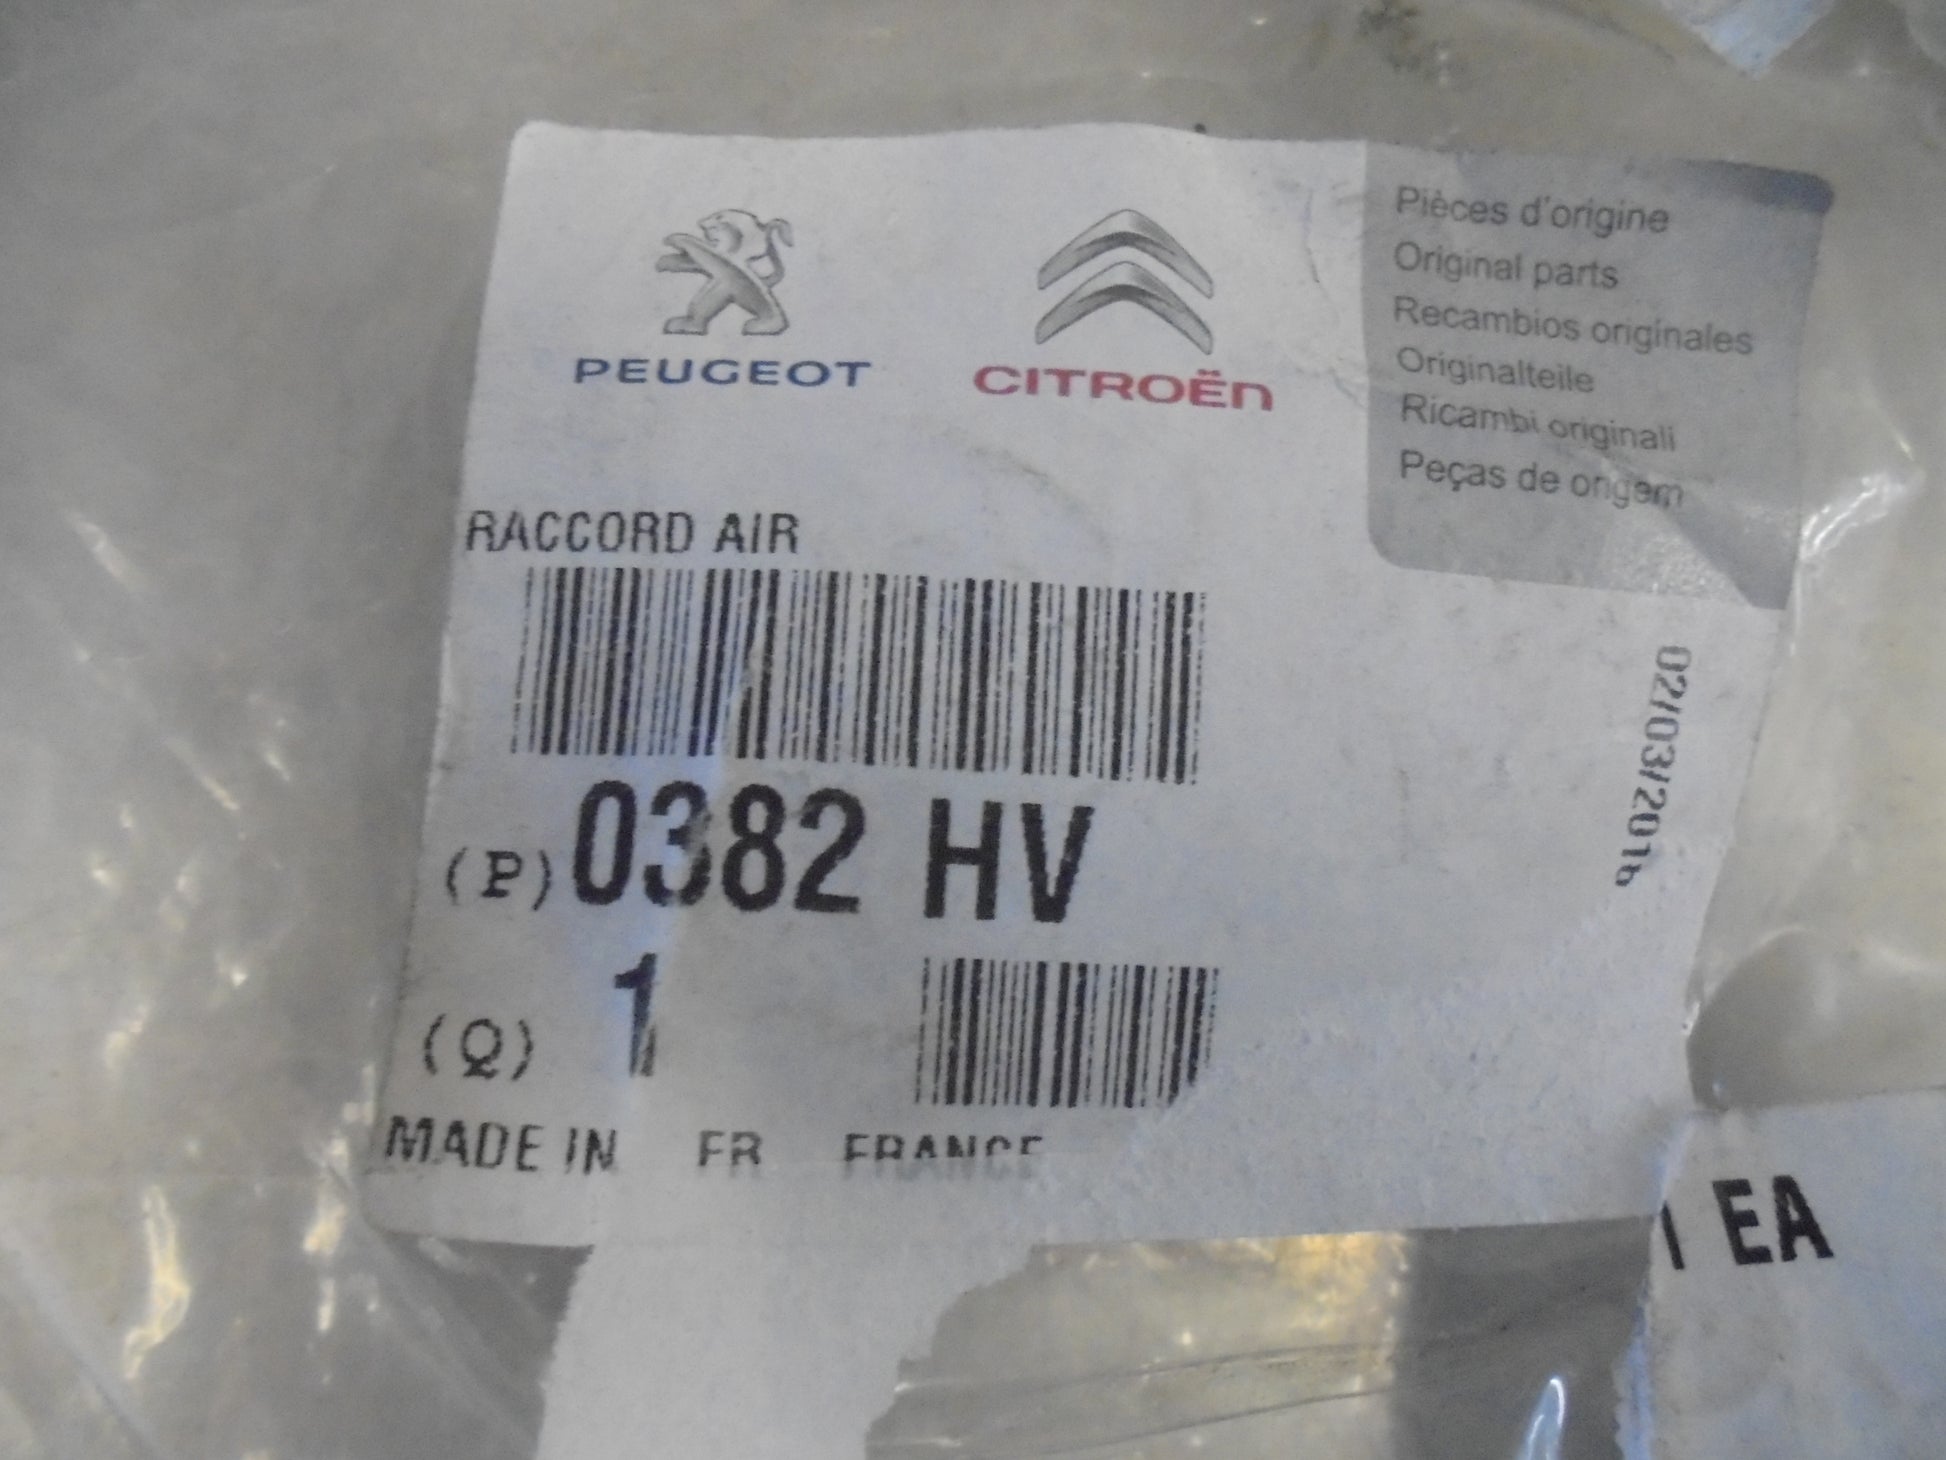 PEUGEOT
CITROËN
Pièces d'origine
Original parts
Recambios originales
Originalteile
Ricambi originali
Peças de origem
RACCORD AIR
(P) 0382 HV
(Q) 1
MADE IN FR FRANCE
02/03/2016
1 EA